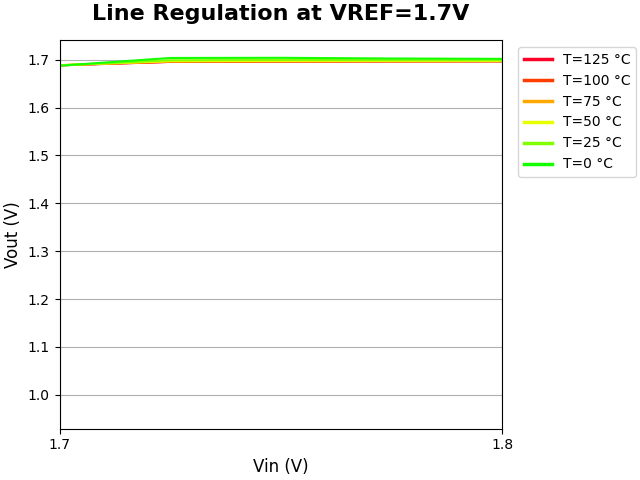 Line Regulation at VREF=1.7V
1.7
1.6
1.5
1.4
1.3
1.2
1.1
1.0
Vout (V)
1.7
1.8
Vin (V)
T=125 °C
T=100 °C
T=75 °C
T=50 °C
T=25 °C
T=0 °C